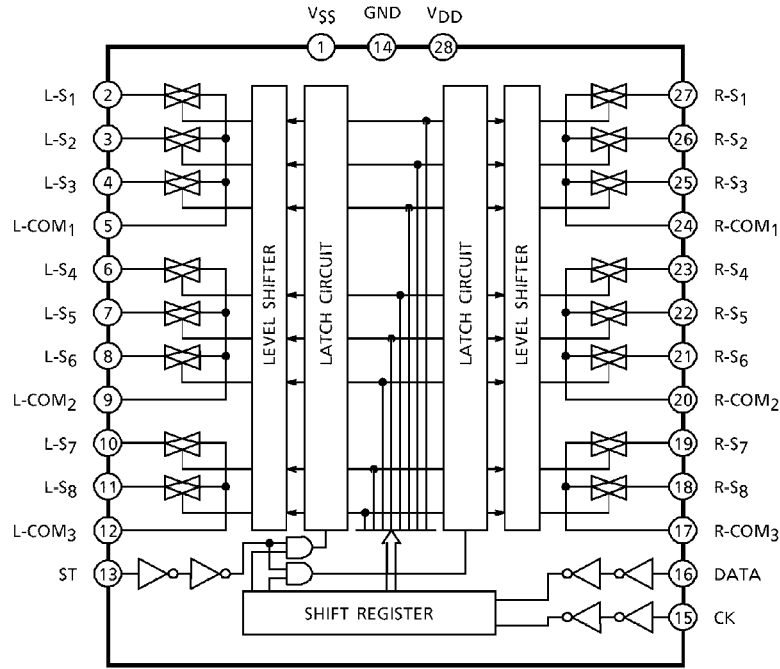 VSS GND VDD
1 14 28
L-S1 2 27 R-S1
L-S2 3 26 R-S2
L-S3 4 25 R-S3
L-COM1 5 24 R-COM1
L-S4 6 23 R-S4
L-S5 7 22 R-S5
L-S6 8 21 R-S6
L-COM2 9 20 R-COM2
L-S7 10 19 R-S7
L-S8 11 18 R-S8
L-COM3 12 17 R-COM3
ST 13 16 DATA
15 CK
LEVEL SHIFTER
LATCH CIRCUIT
LATCH CIRCUIT
LEVEL SHIFTER
SHIFT REGISTER